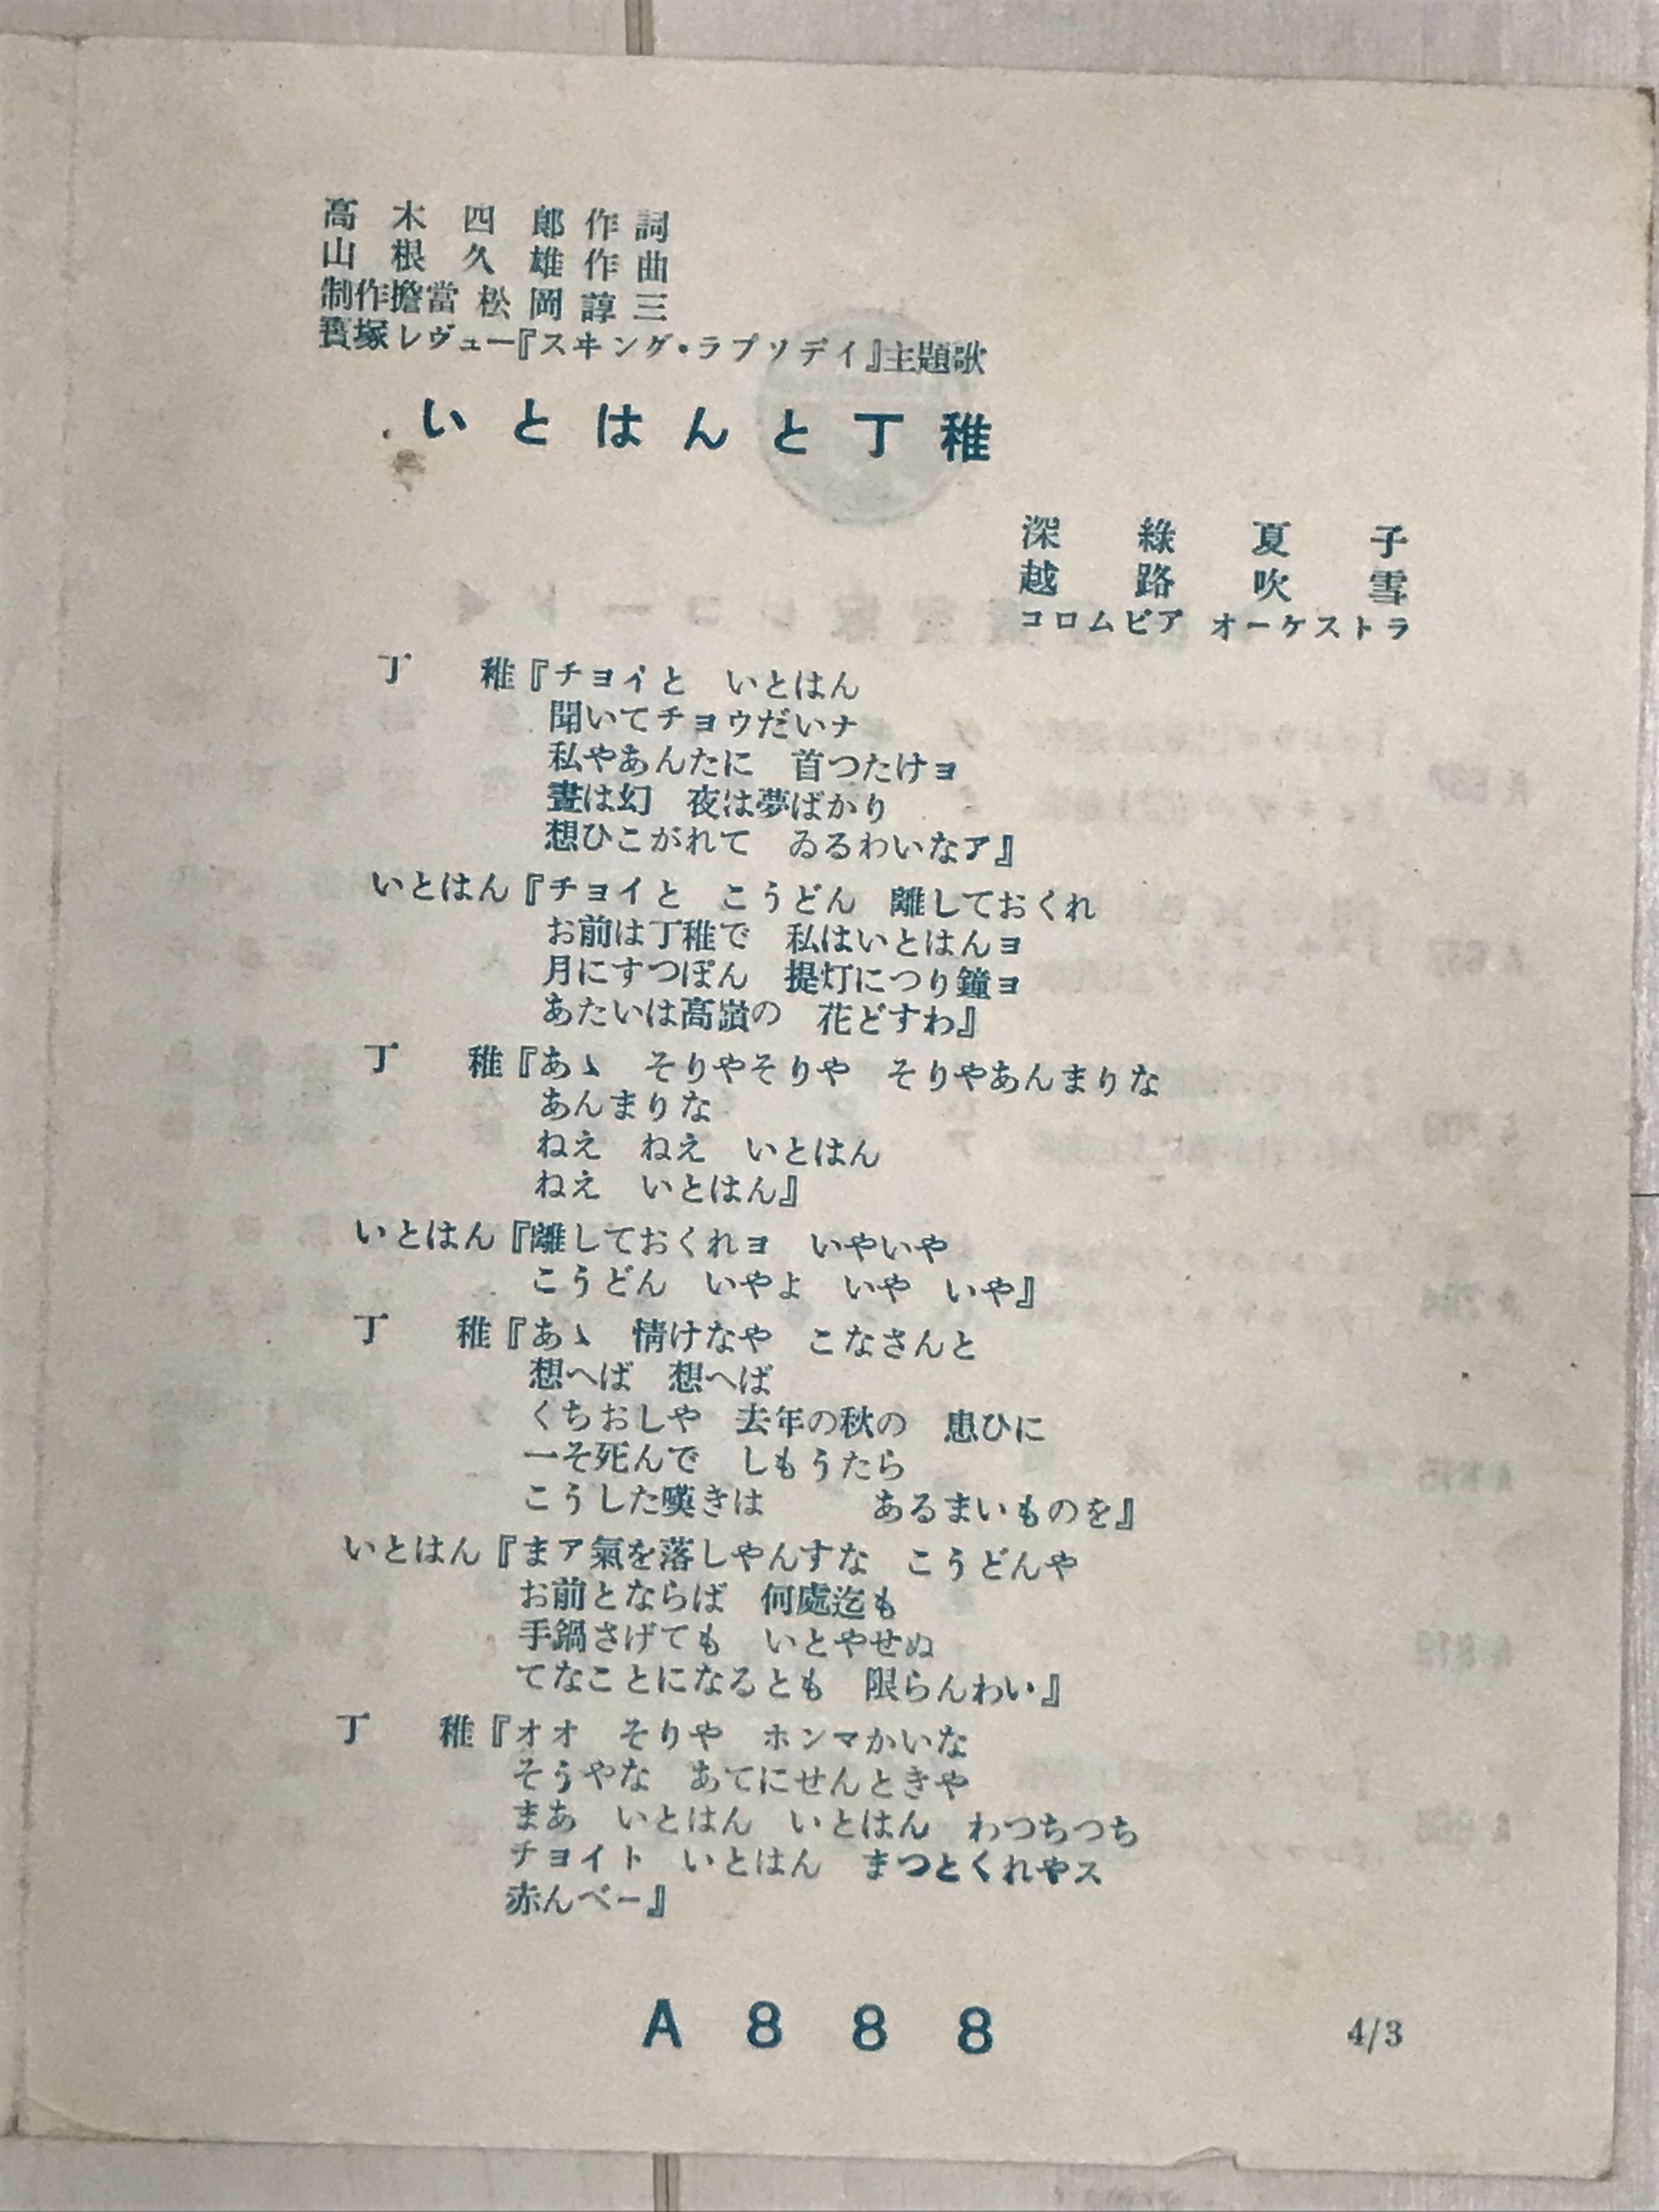 高木四郎作詞
山根久雄作曲
制作擔當 松岡諄三
寳塚レヴュー『スヰング・ラプソデイ』主題歌
いとはんと丁稚
深綠夏子
越路吹雪
コロムビア オーケストラ
丁稚『チョイと いとはん
聞いてチョウだいナ
私やあんたに 首つたけヨ
晝は幻 夜は夢ばかり
想ひこがれて ゐるわいなア』
いとはん『チョイと こうどん 離しておくれ
お前は丁稚で 私はいとはんヨ
月にすつぽん 提灯につり鐘ヨ
あたいは高嶺の 花どすわ』
丁稚『あゝ そりやそりや そりやあんまりな
あんまりな
ねえ ねえ いとはん
ねえ いとはん』
いとはん『離しておくれヨ いやいや
こうどん いやよ いや いや』
丁稚『あゝ 情けなや こなさんと
想へば 想へば
くちおしや 去年の秋の 患ひに
一そ死んで しもうたら
こうした嘆きは あるまいものを』
いとはん『まア氣を落しやんすな こうどんや
お前とならば 何處迄も
手鍋さげても いとやせぬ
てなことになるとも 限らんわい』
丁稚『オオ そりや ホンマかいな
そうやな あてにせんときや
まあ いとはん いとはん わつちつち
チョイト いとはん まつとくれやス
赤んべー』
A888
4/3